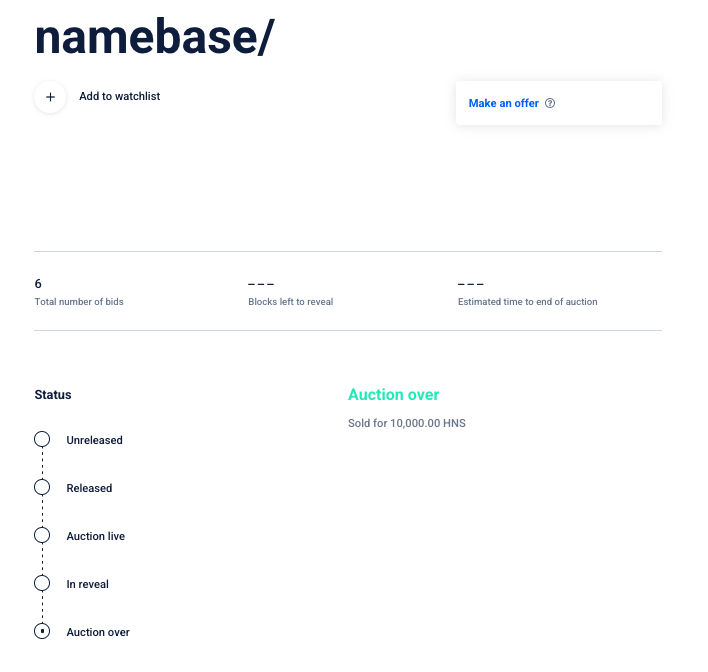 namebase/
+ Add to watchlist
Make an offer ?
6
Total number of bids
– – –
Blocks left to reveal
– – –
Estimated time to end of auction
Status
Auction over
Sold for 10,000.00 HNS
Unreleased
Released
Auction live
In reveal
Auction over